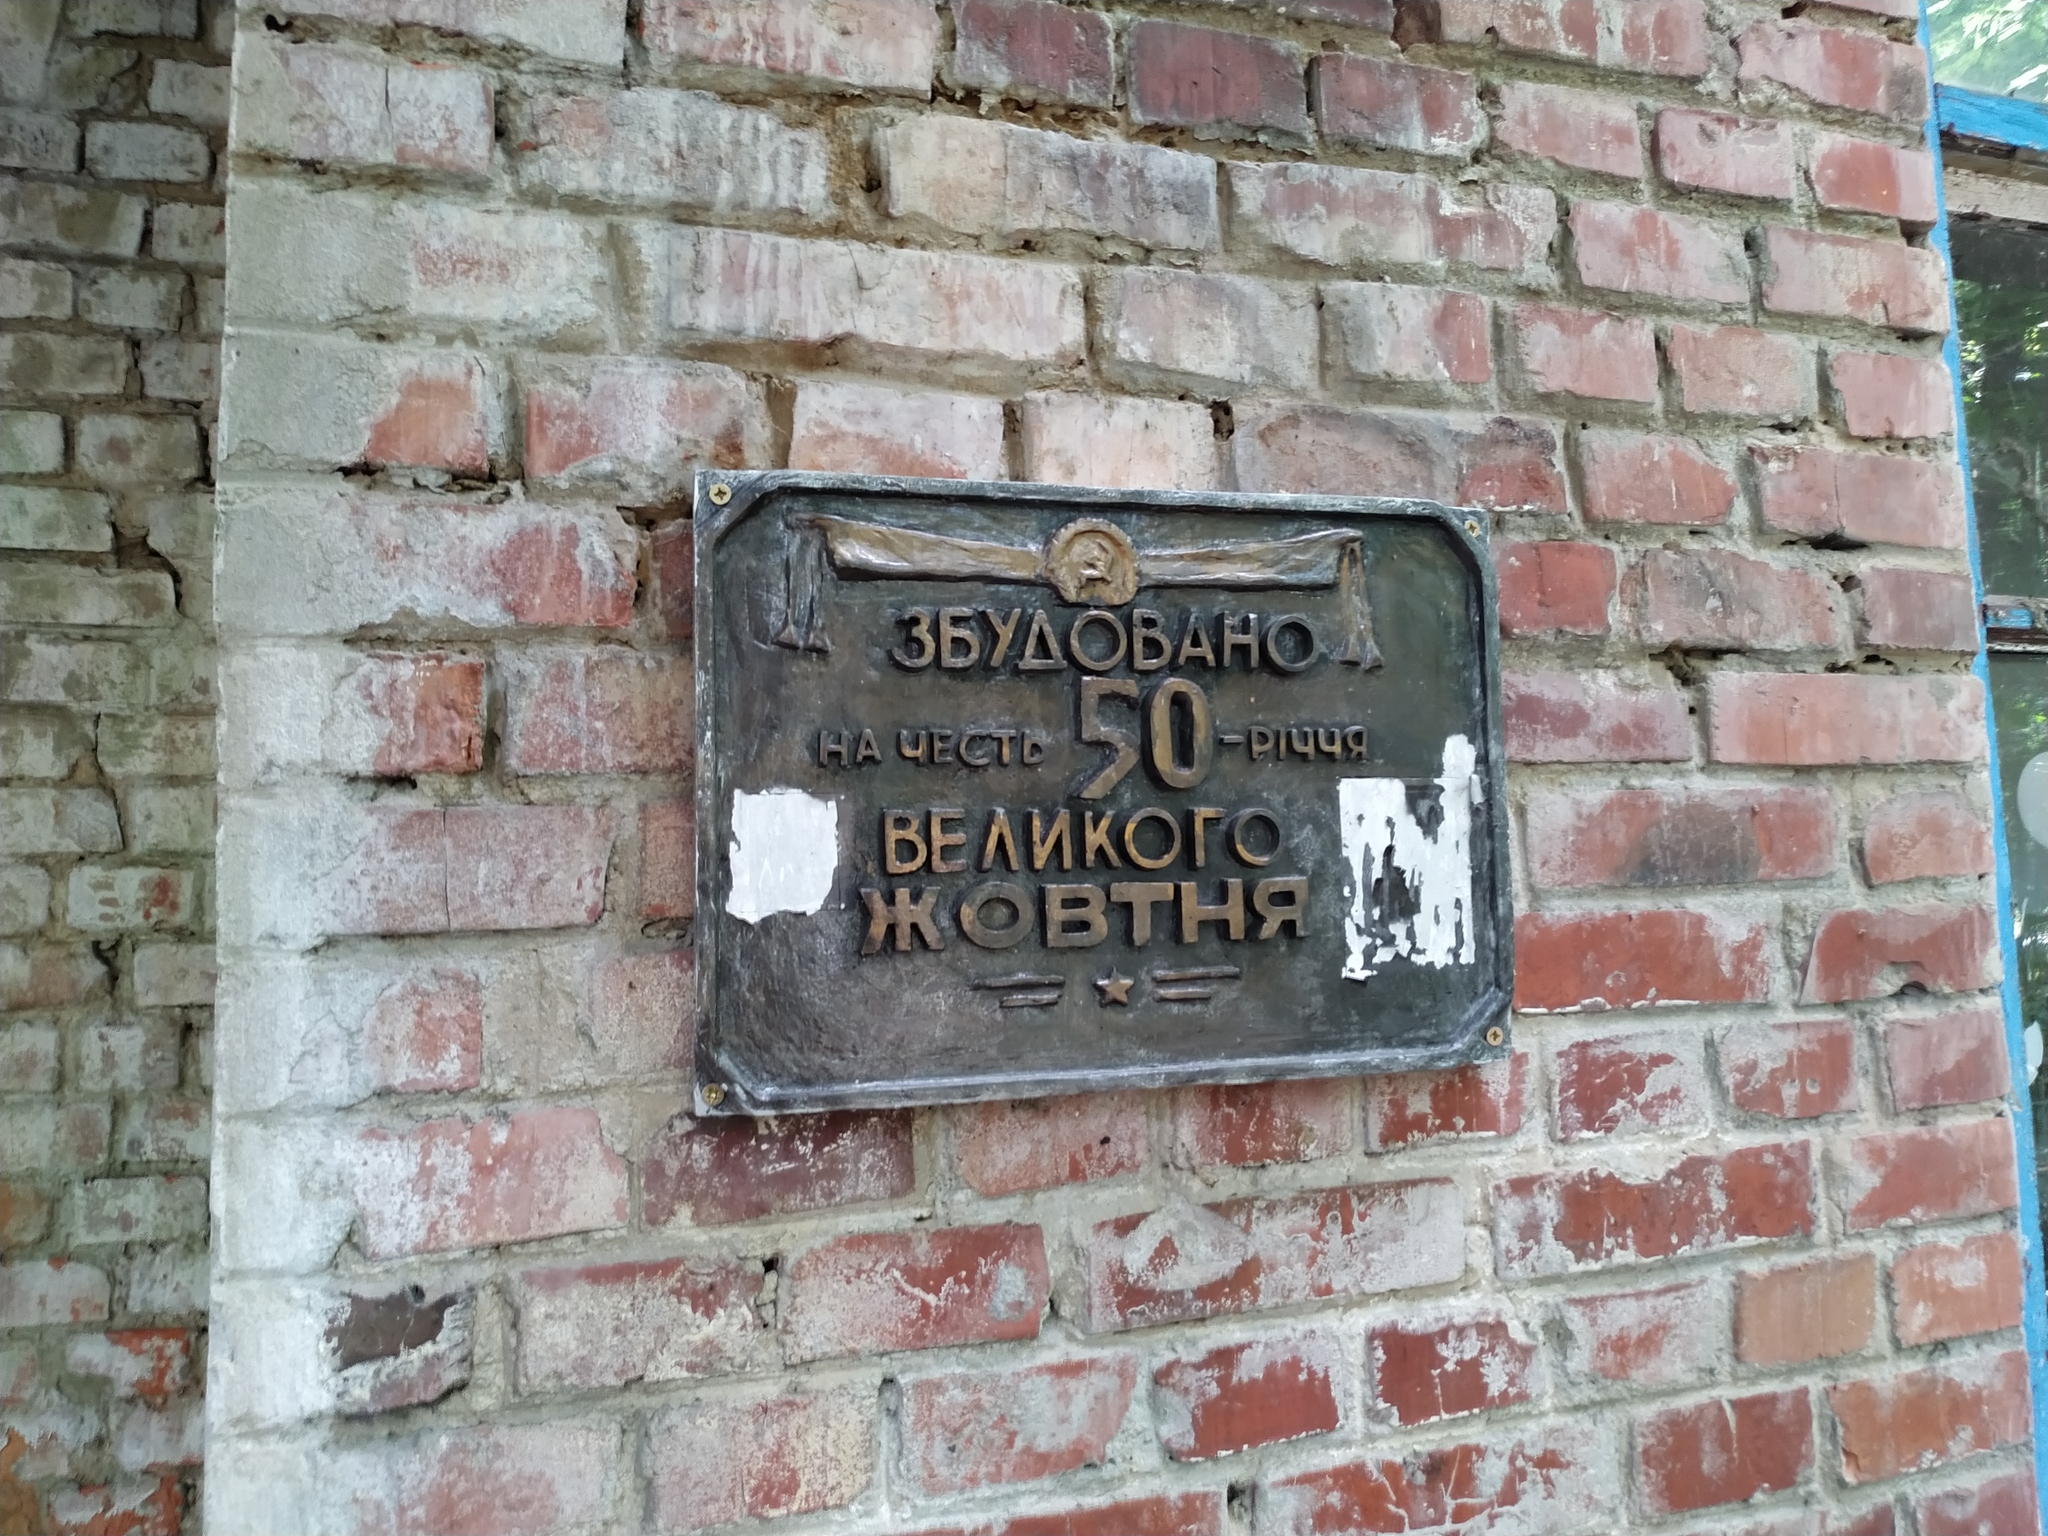 ЗБУДОВАНО
НА ЧЕСТЬ 50-РІЧЧЯ
ВЕЛИКОГО
ЖОВТНЯ